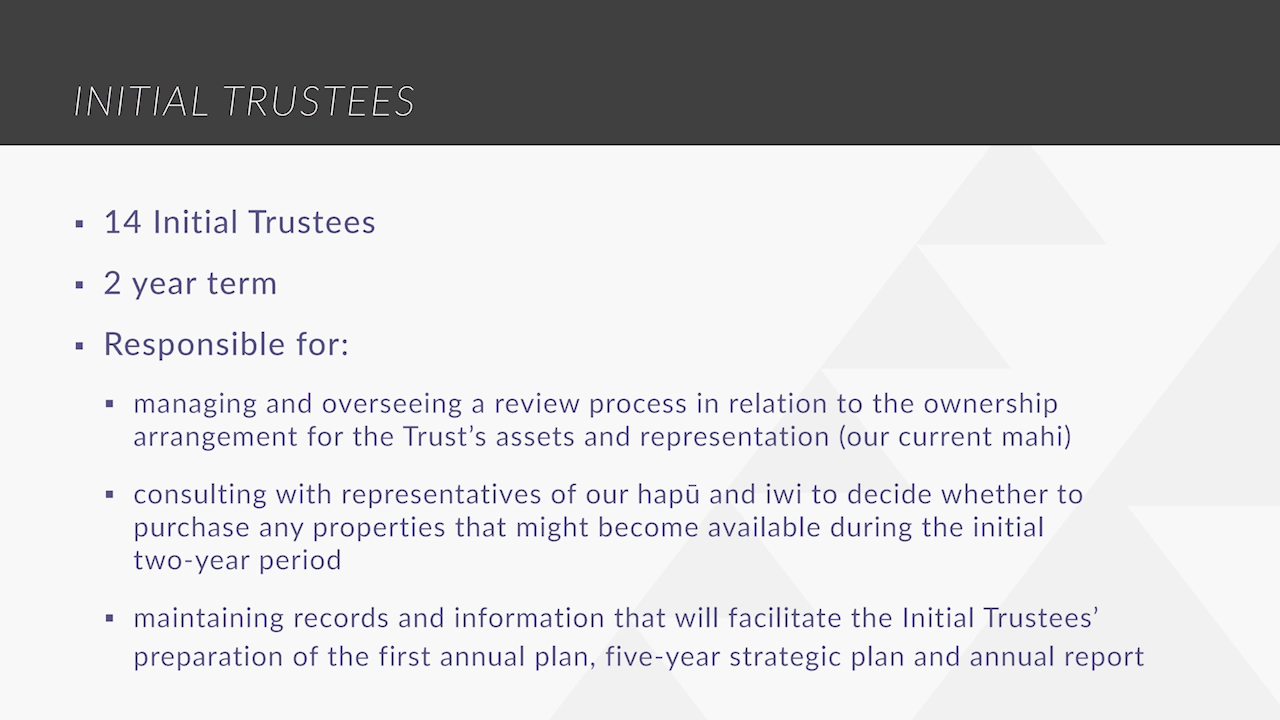 INITIAL TRUSTEES
▪ 14 Initial Trustees
▪ 2 year term
▪ Responsible for:
▪ managing and overseeing a review process in relation to the ownership
arrangement for the Trust’s assets and representation (our current mahi)
▪ consulting with representatives of our hapū and iwi to decide whether to
purchase any properties that might become available during the initial
two-year period
▪ maintaining records and information that will facilitate the Initial Trustees’
preparation of the first annual plan, five-year strategic plan and annual report